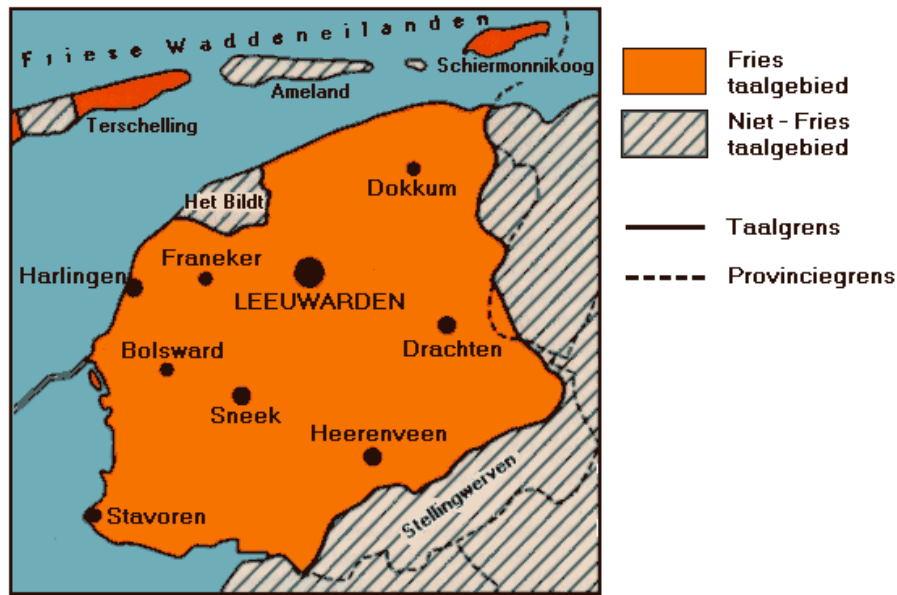 Friese Waddeneilanden
Schiermonnikoog
Ameland
Terschelling
Dokkum
Het Bildt
Franeker
Harlingen
LEEUWARDEN
Bolsward
Drachten
Sneek
Heerenveen
Stellingwerven
Stavoren
Fries
taalgebied
Niet - Fries
taalgebied
Taalgrens
Provinciegrens